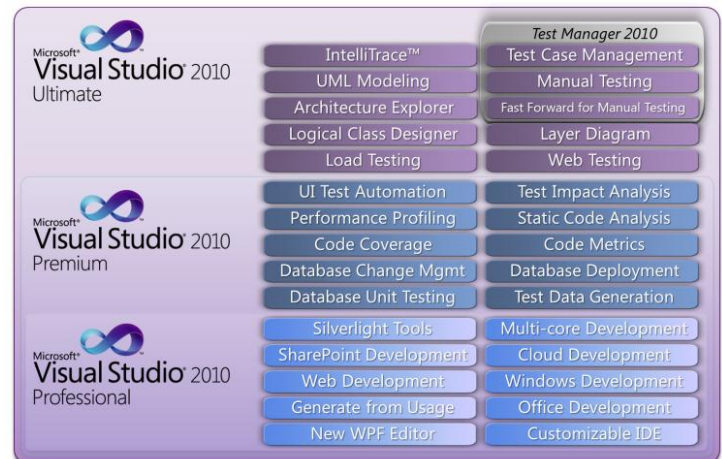 Test Manager 2010
Microsoft®
Visual Studio® 2010
Ultimate
IntelliTrace™
Test Case Management
UML Modeling
Manual Testing
Architecture Explorer
Fast Forward for Manual Testing
Logical Class Designer
Layer Diagram
Load Testing
Web Testing
Microsoft®
Visual Studio® 2010
Premium
UI Test Automation
Test Impact Analysis
Performance Profiling
Static Code Analysis
Code Coverage
Code Metrics
Database Change Mgmt
Database Deployment
Database Unit Testing
Test Data Generation
Microsoft®
Visual Studio® 2010
Professional
Silverlight Tools
Multi-core Development
SharePoint Development
Cloud Development
Web Development
Windows Development
Generate from Usage
Office Development
New WPF Editor
Customizable IDE